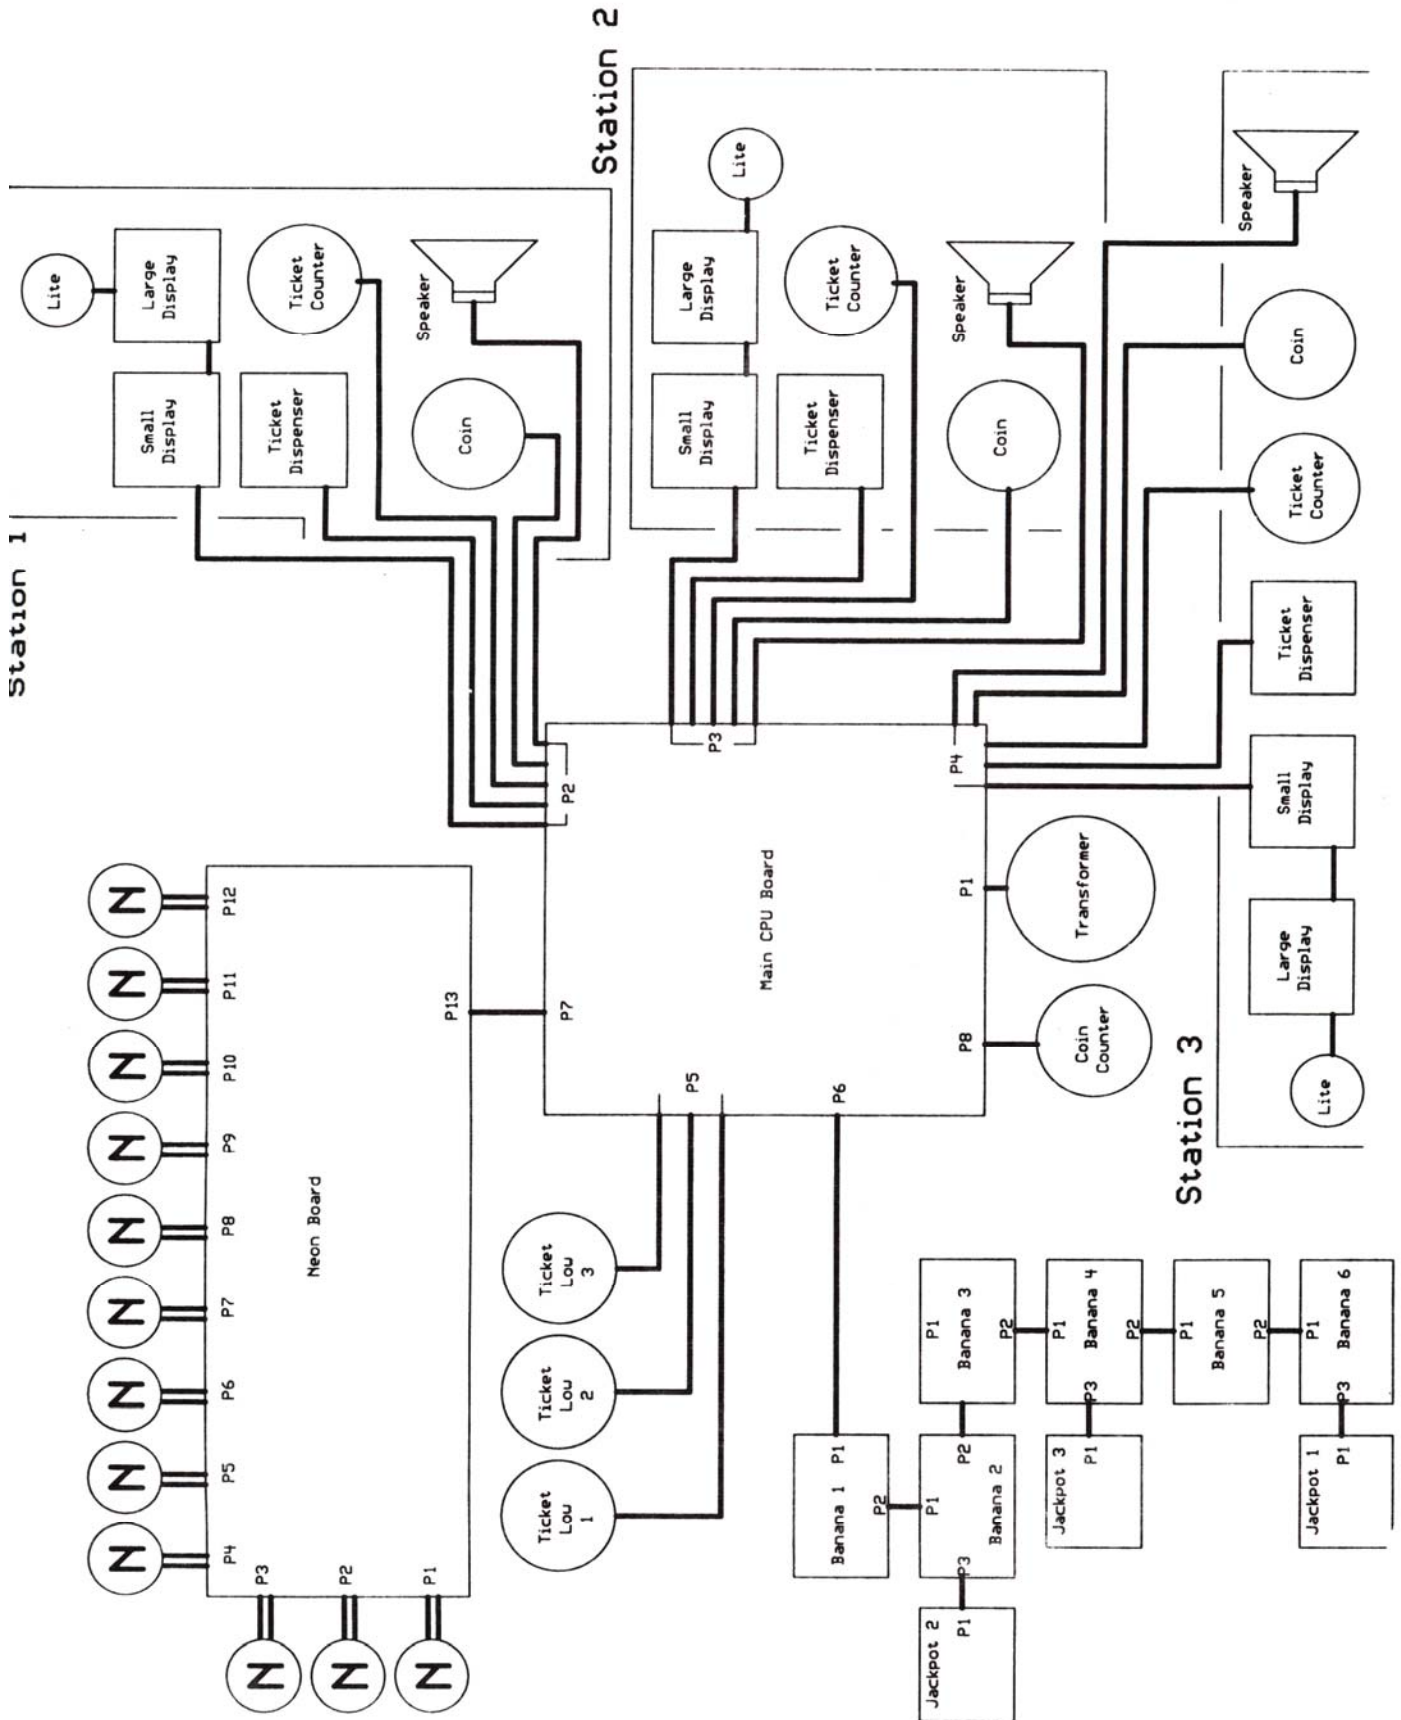 Station 1
Lite
Large
Display
Small
Display
Ticket
Counter
Ticket
Dispenser
Speaker
Coin
Station 2
Lite
Large
Display
Small
Display
Ticket
Counter
Ticket
Dispenser
Speaker
Coin
Station 3
Speaker
Coin
Ticket
Counter
Ticket
Dispenser
Small
Display
Large
Display
Lite
Main CPU Board
P2
P3
P4
P1
P8
P7
P5
P6
Transformer
Coin
Counter
Neon Board
P13
P12
P11
P10
P9
P8
P7
P6
P5
P4
P3
P2
P1
N
N
N
N
N
N
N
N
N
N
N
N
Ticket
Low
3
Ticket
Low
2
Ticket
Low
1
Banana 1
P1
P2
Banana 2
P1
P2
P3
Jackpot 2
P1
Banana 3
P1
P2
Banana 4
P1
P2
P3
Jackpot 3
P1
Banana 5
P1
P2
Banana 6
P1
P3
Jackpot 1
P1